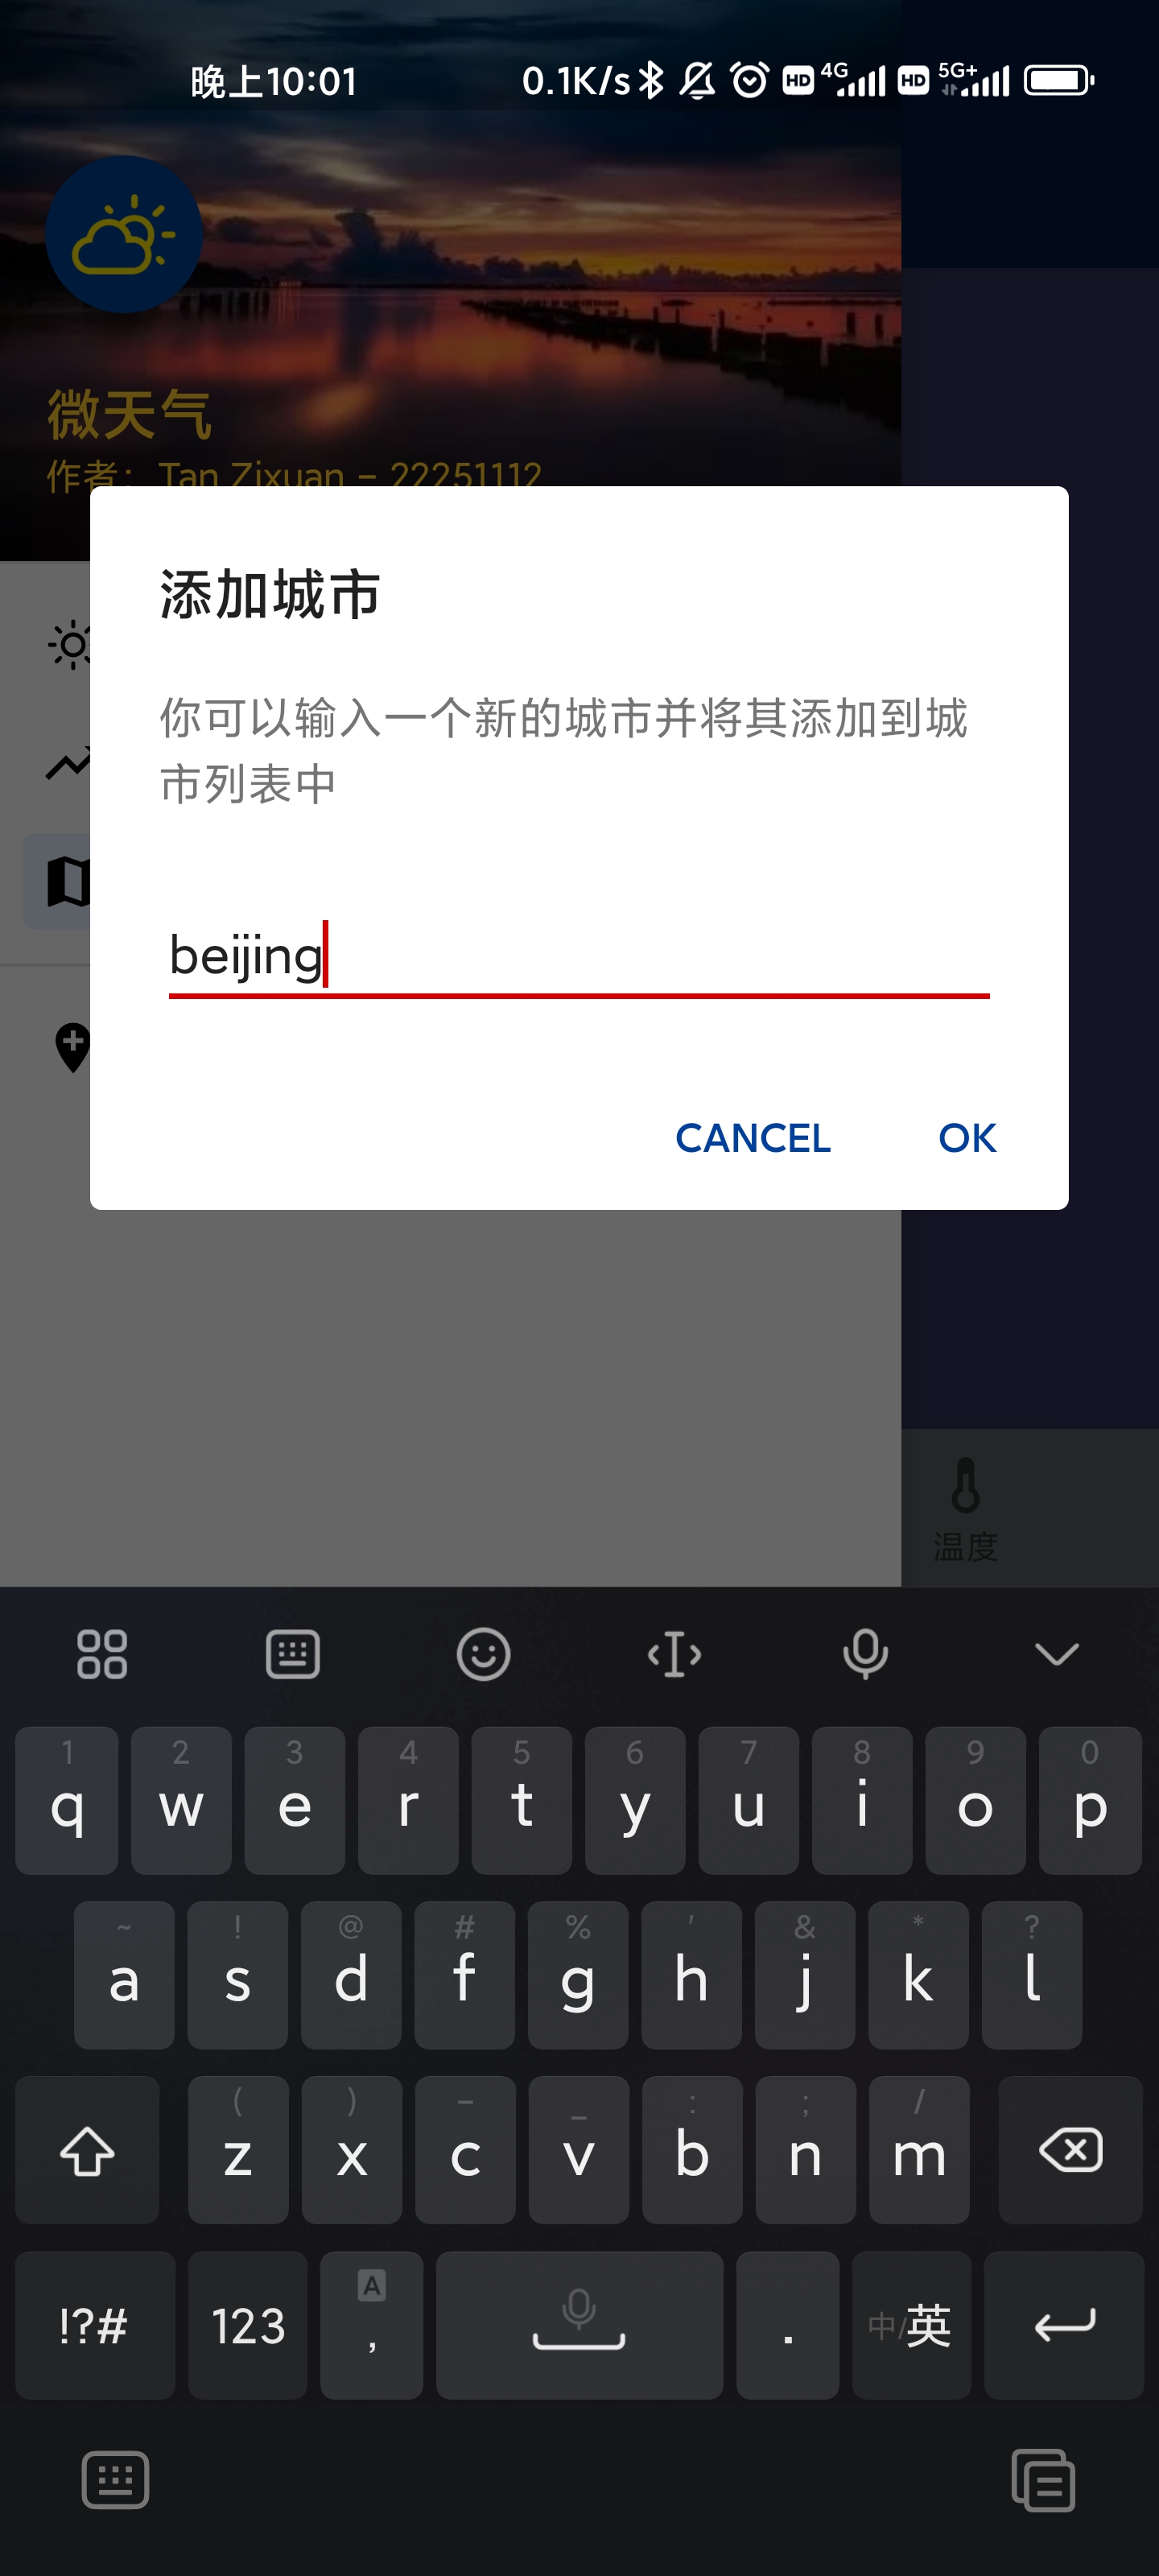 晚上10:01 0.1K/s HD 4G HD 5G+
微天气
作者：Tan Zixuan - 22251112
添加城市
你可以输入一个新的城市并将其添加到城
市列表中
beijing
CANCEL OK
温度
1 2 3 4 5 6 7 8 9 0
q w e r t y u i o p
~ ! @ # % ' & * ?
a s d f g h j k l
( ) - _ : ; /
z x c v b n m
A
!?# 123 , . 中/英